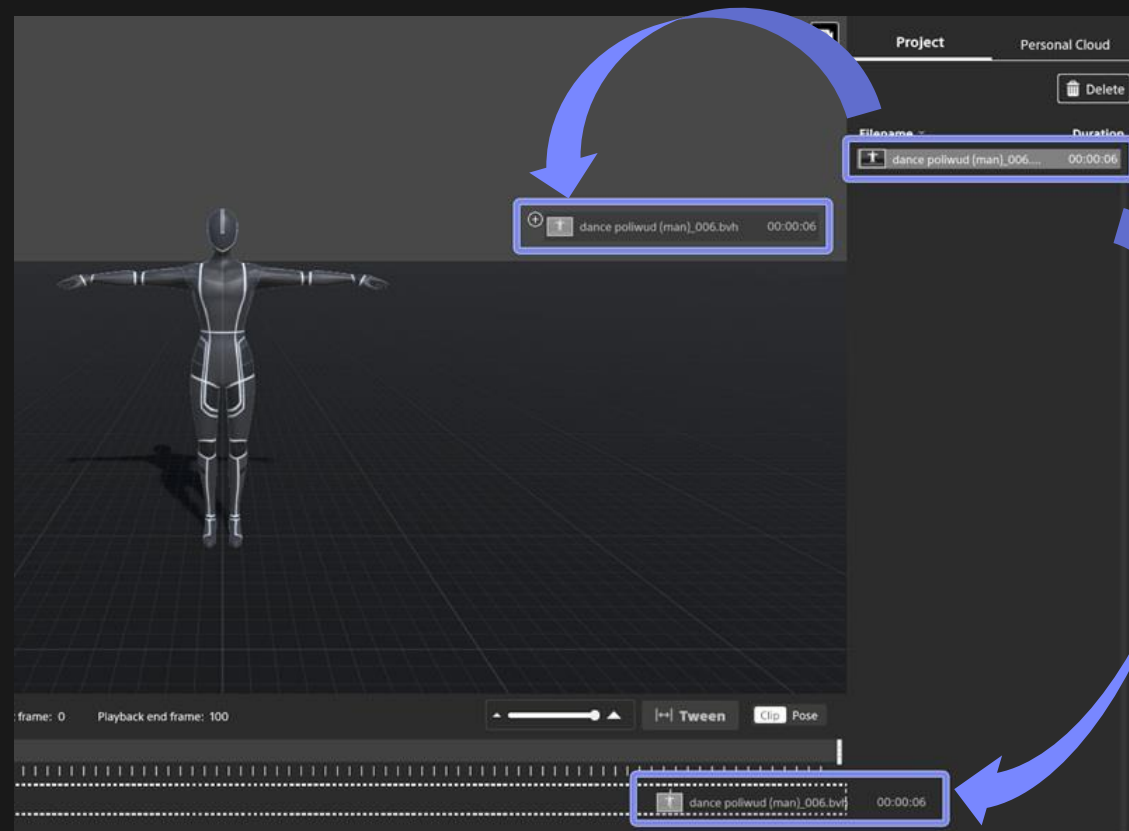 Project
Personal Cloud
Delete
Filename
Duration
dance poliwud (man)_006....
00:00:06
dance poliwud (man)_006.bvh
00:00:06
frame: 0
Playback end frame: 100
Tween
Clip
Pose
dance poliwud (man)_006.bvh
00:00:06